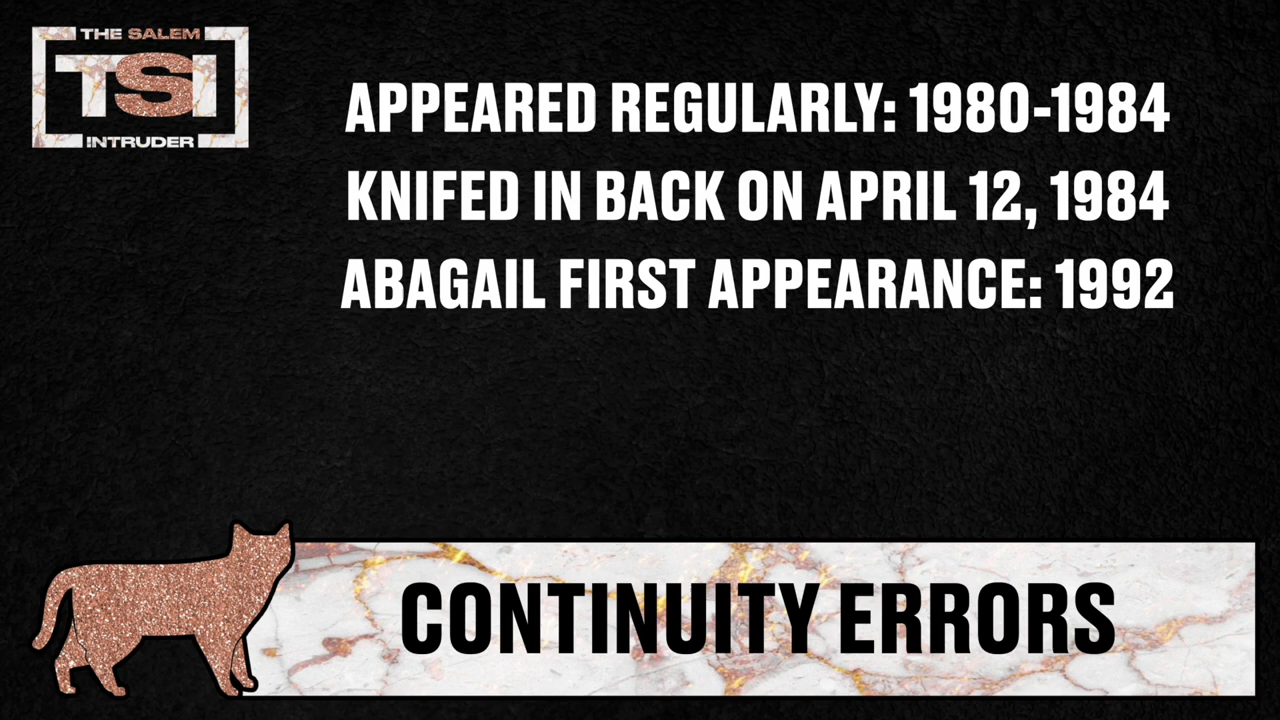 THE SALEM
TSI
INTRUDER
APPEARED REGULARLY: 1980-1984
KNIFED IN BACK ON APRIL 12, 1984
ABAGAIL FIRST APPEARANCE: 1992
CONTINUITY ERRORS